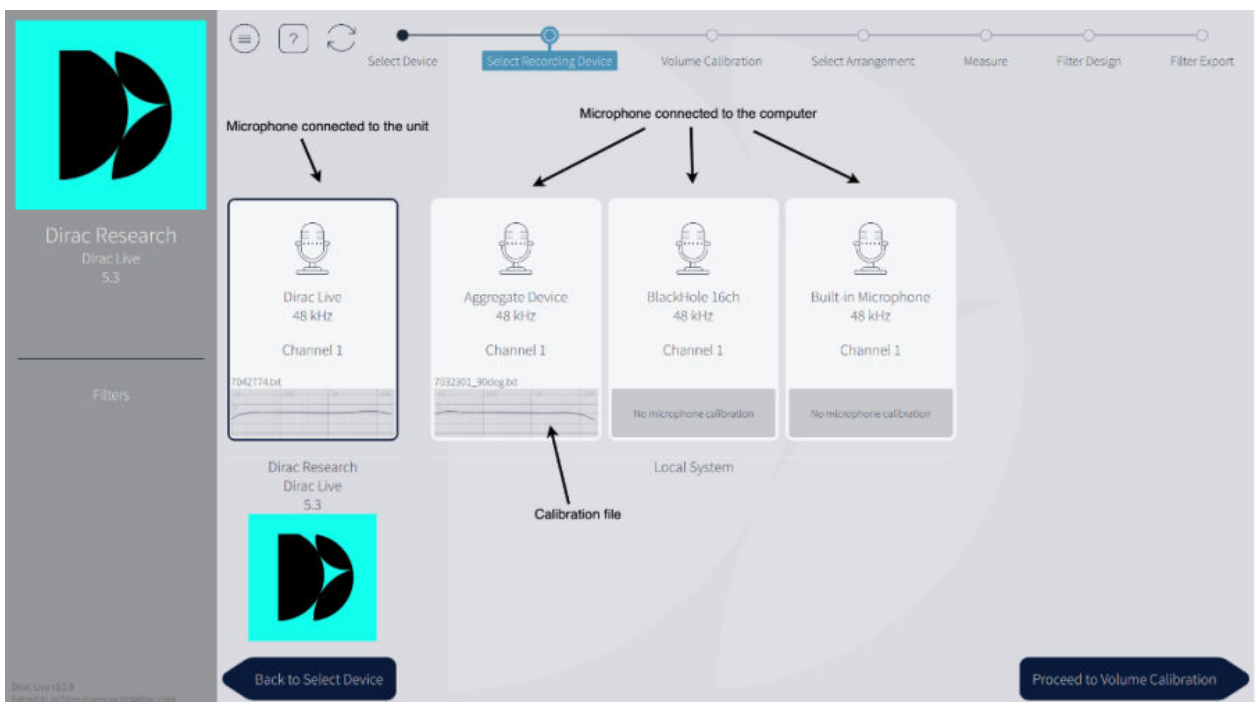 ?
Select Device
Select Recording Device
Volume Calibration
Select Arrangement
Measure
Filter Design
Filter Export
Microphone connected to the unit
Microphone connected to the computer
Dirac Research
Dirac Live
5.3
Filters
Dirac Live
48 kHz
Channel 1
7042774.txt
Aggregate Device
48 kHz
Channel 1
7032301_90deg.txt
BlackHole 16ch
48 kHz
Channel 1
No microphone calibration
Built-in Microphone
48 kHz
Channel 1
No microphone calibration
Dirac Research
Dirac Live
5.3
Local System
Calibration file
Back to Select Device
Proceed to Volume Calibration